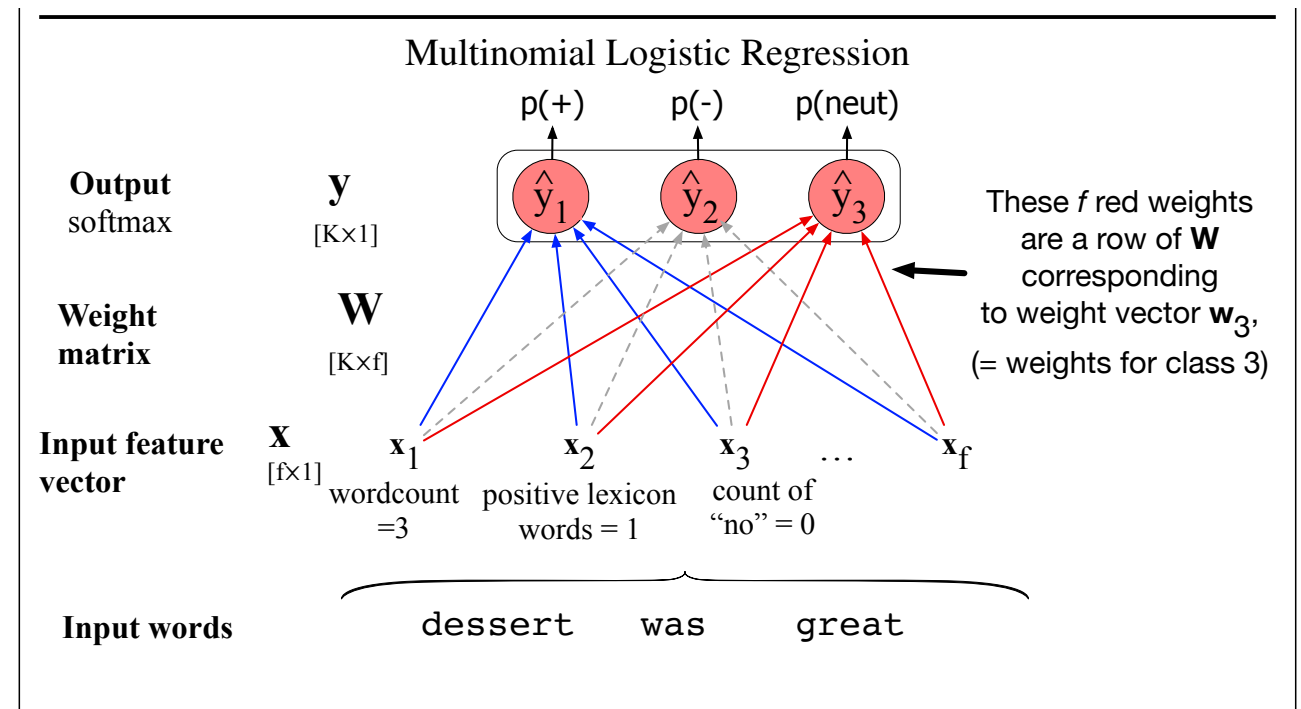 Multinomial Logistic Regression
p(+) p(-) p(neut)
Output
softmax
y
[K×1]
ŷ1 ŷ2 ŷ3
These f red weights
are a row of W
corresponding
to weight vector w3,
(= weights for class 3)
Weight
matrix
W
[K×f]
Input feature
vector
x
[f×1]
x1 x2 x3 … xf
wordcount
=3
positive lexicon
words = 1
count of
“no” = 0
Input words
dessert was great